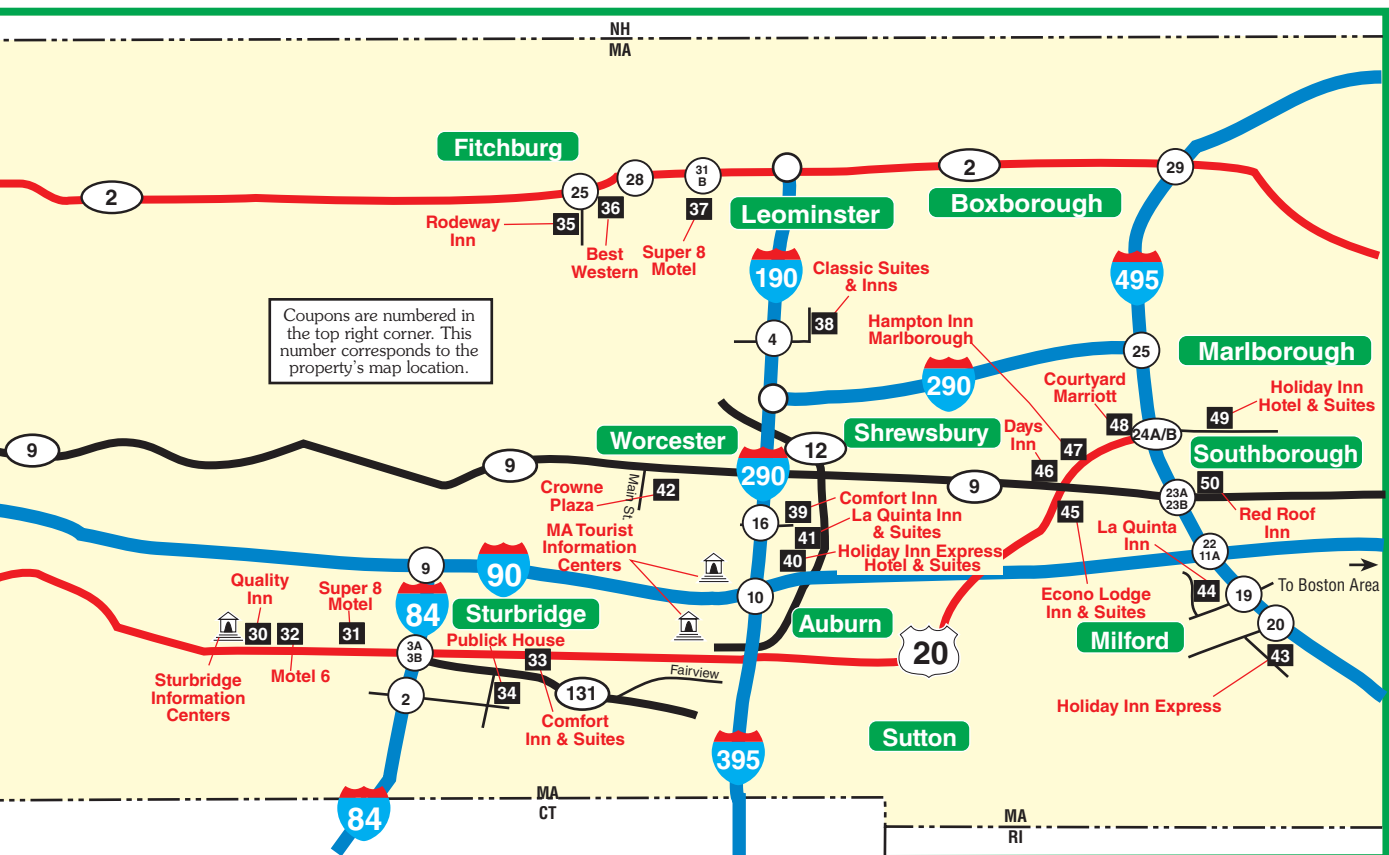 NH
MA
Fitchburg
2
25
28
31
B
2
29
35
36
37
Rodeway
Inn
Best
Western
Super 8
Motel
Leominster
Boxborough
190
495
Classic Suites
& Inns
38
4
Coupons are numbered in
the top right corner. This
number corresponds to the
property's map location.
Hampton Inn
Marlborough
290
25
Marlborough
Courtyard
Marriott
Holiday Inn
Hotel & Suites
48
49
24A/B
9
9
Worcester
12
Shrewsbury
Days
Inn
47
46
Southborough
290
9
Crowne
Plaza
42
Main St.
23A
23B
50
Red Roof
Inn
39
Comfort Inn
16
41
La Quinta Inn
& Suites
40
Holiday Inn Express
Hotel & Suites
MA Tourist
Information
Centers
45
Econo Lodge
Inn & Suites
La Quinta
Inn
22
11A
44
19
To Boston Area
9
90
84
10
Quality
Inn
Super 8
Motel
30
32
31
Motel 6
Sturbridge
Information
Centers
Sturbridge
Publick House
3A
3B
33
34
2
131
Comfort
Inn & Suites
Fairview
Auburn
20
Milford
20
43
Holiday Inn Express
Sutton
395
84
MA
CT
MA
RI